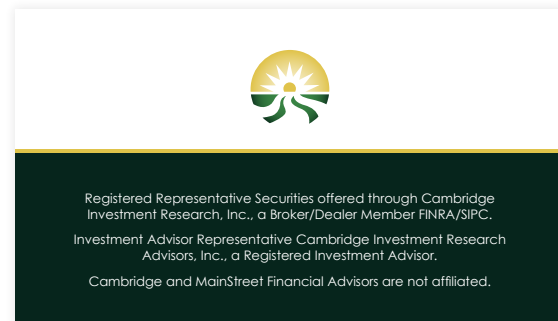 Registered Representative Securities offered through Cambridge
Investment Research, Inc., a Broker/Dealer Member FINRA/SIPC.
Investment Advisor Representative Cambridge Investment Research
Advisors, Inc., a Registered Investment Advisor.
Cambridge and MainStreet Financial Advisors are not affiliated.